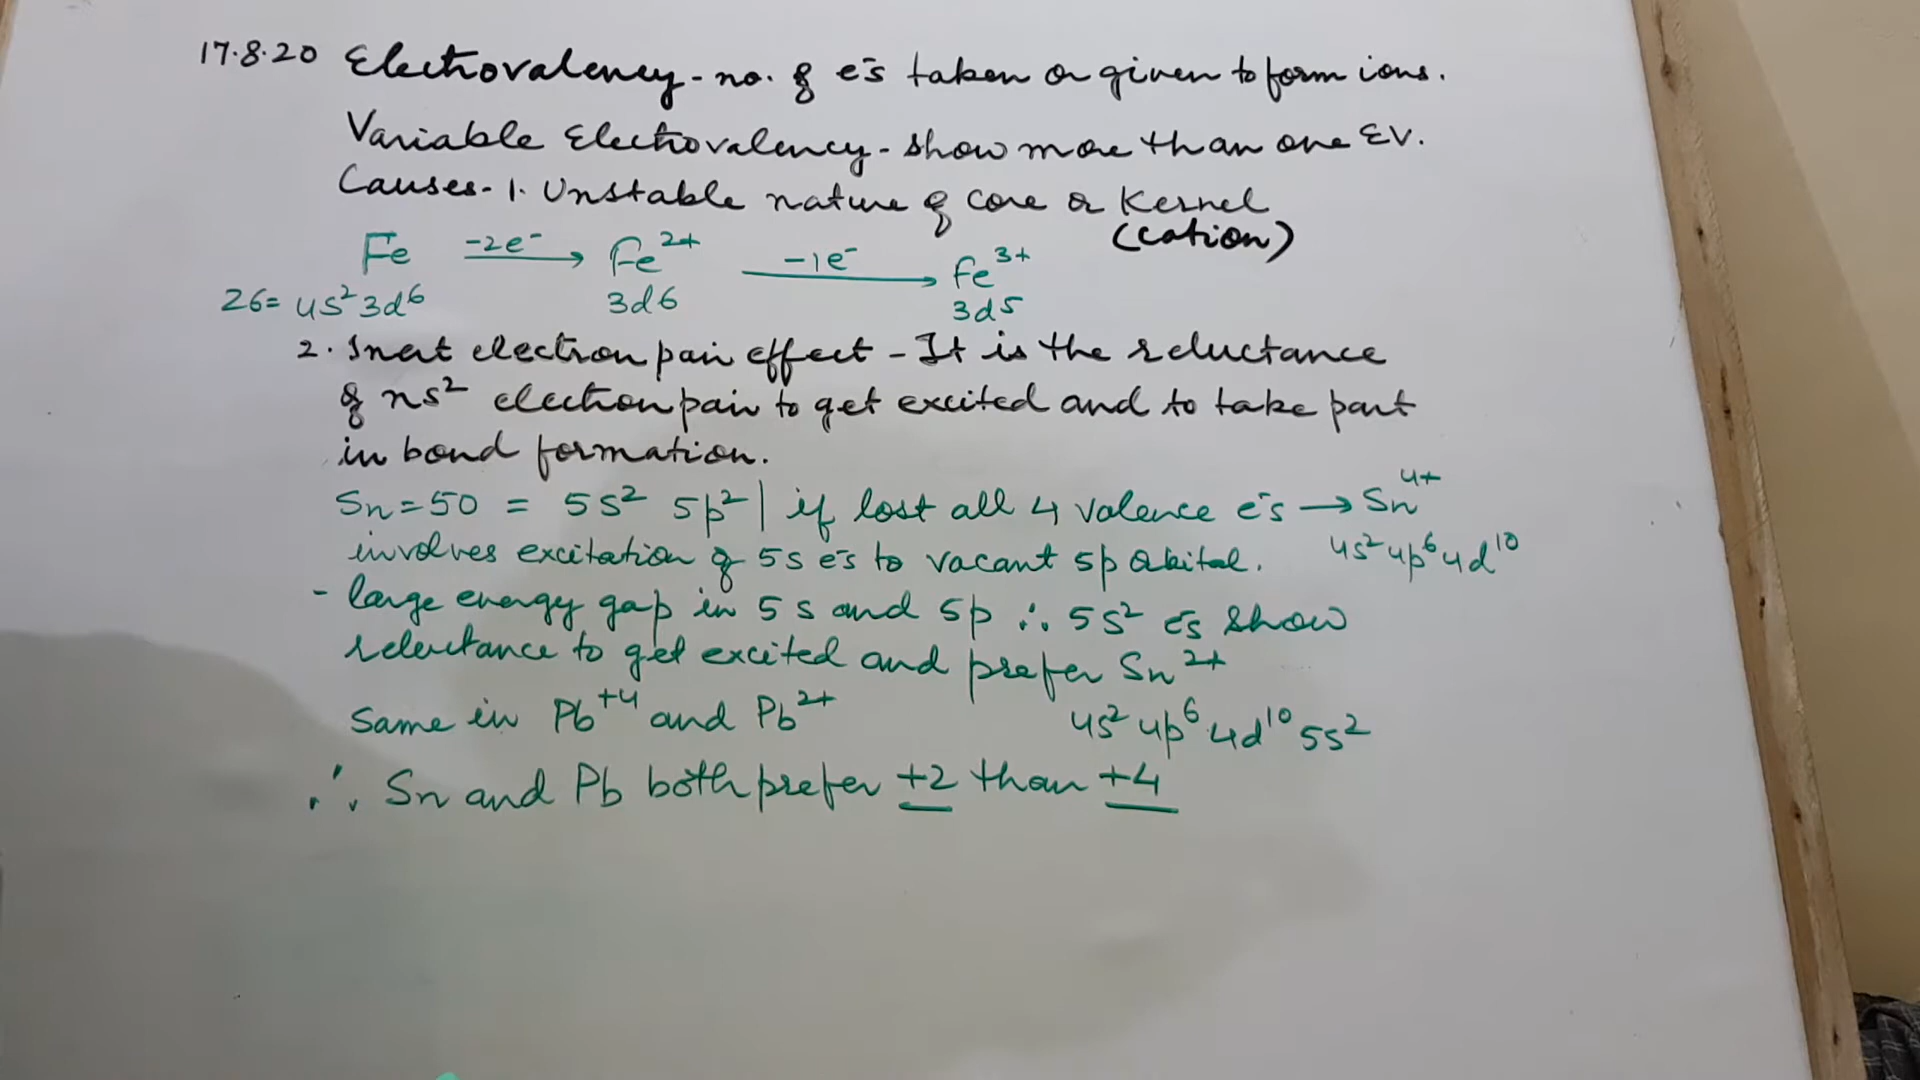 17.8.20 Electrovalency - no. of e⁻s taken or given to form ions.
Variable Electrovalency - show more than one EV.
Causes - 1. Unstable nature of core or Kernel
(cation)
Fe -2e⁻ → Fe²⁺ -1e⁻ → Fe³⁺
26= 4s² 3d⁶ 3d6 3d5
2. Inert electron pair effect - It is the reluctance
of ns² electron pair to get excited and to take part
in bond formation.
Sn = 50 = 5s² 5p² | if lost all 4 valence e⁻s → Sn⁴⁺
involves excitation of 5s e⁻s to vacant 5p orbital. 4s² 4p⁶ 4d¹⁰
- large energy gap in 5s and 5p ∴ 5s² e⁻s show
reluctance to get excited and prefer Sn²⁺
Same in Pb⁺⁴ and Pb²⁺ 4s² 4p⁶ 4d¹⁰ 5s²
∴ Sn and Pb both prefer +2 than +4